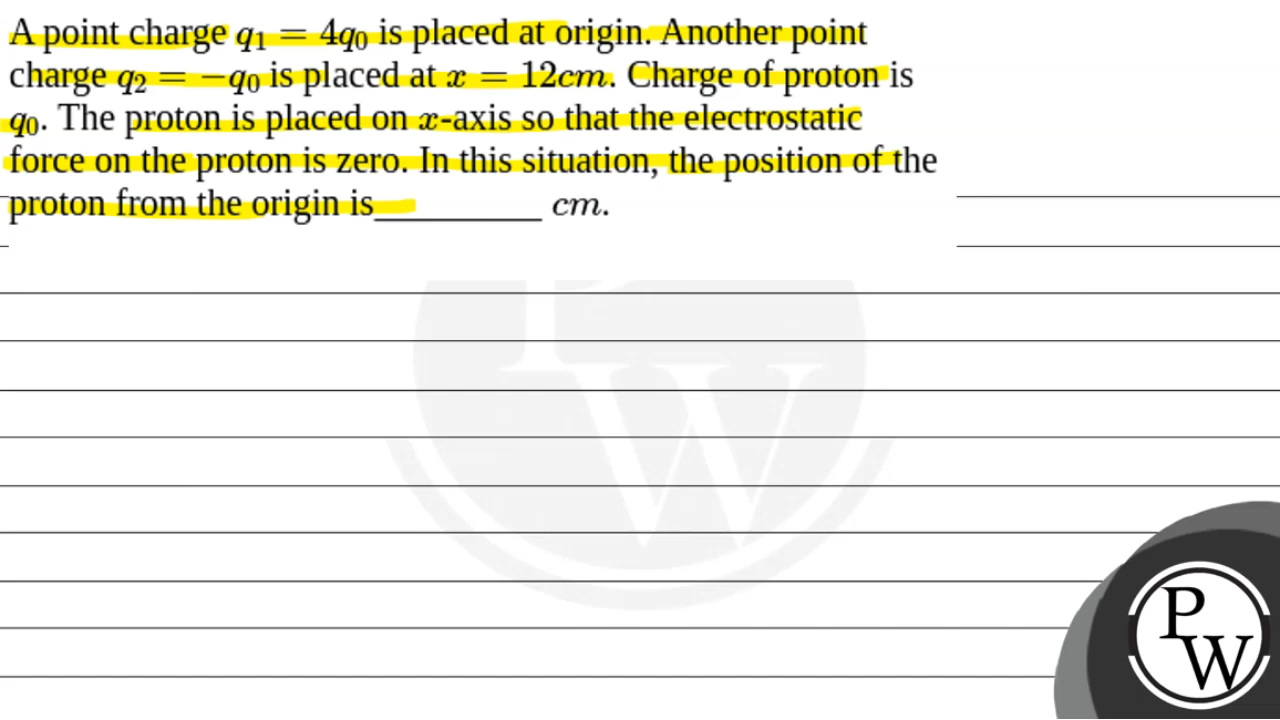 A point charge q₁ = 4q₀ is placed at origin. Another point
charge q₂ = −q₀ is placed at x = 12cm. Charge of proton is
q₀. The proton is placed on x-axis so that the electrostatic
force on the proton is zero. In this situation, the position of the
proton from the origin is__________ cm.
P
W